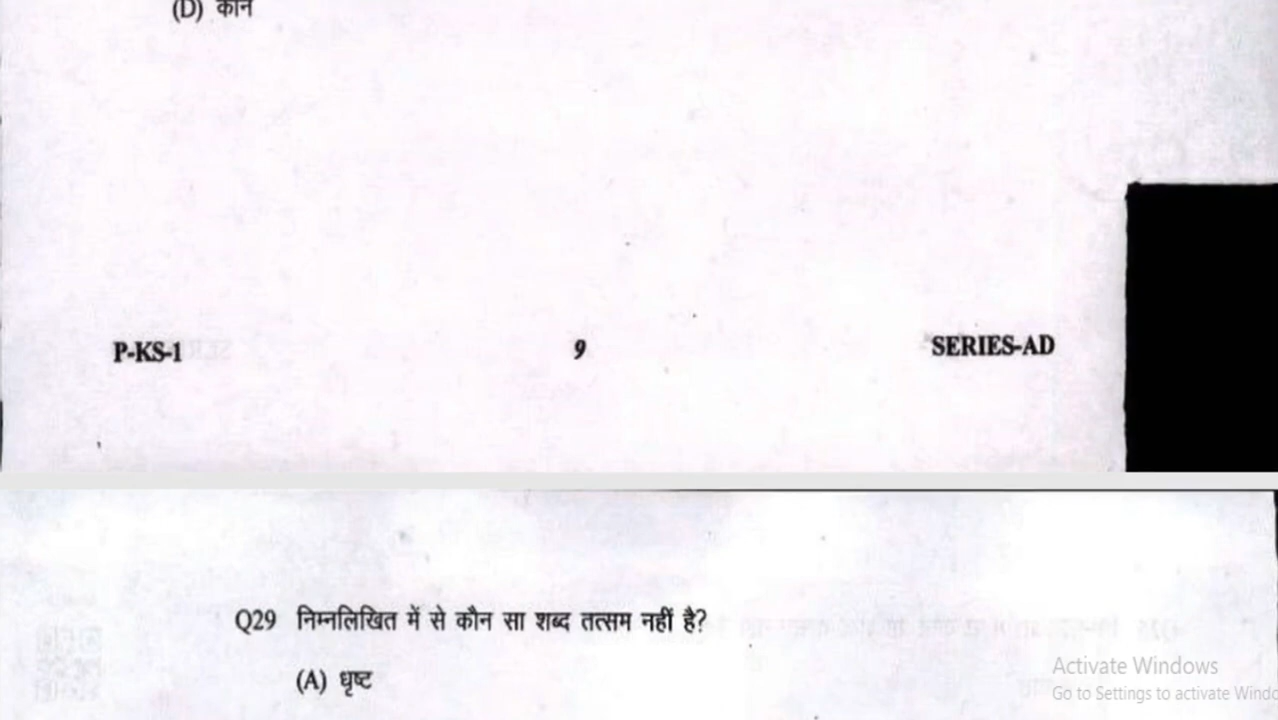 (D) कान
P-KS-1 9 SERIES-AD
Q29 निम्नलिखित में से कौन सा शब्द तत्सम नहीं है?
(A) धृष्ट
Activate Windows
Go to Settings to activate Windo